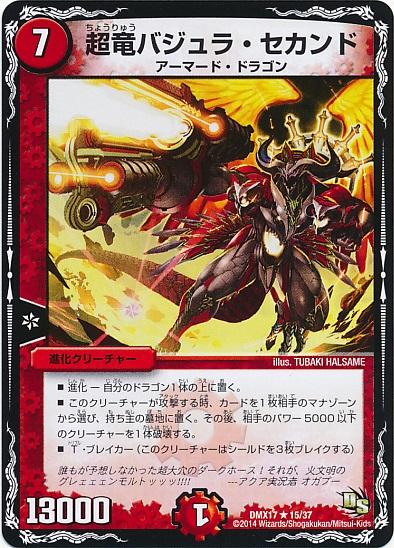 ちょうりゅう
7 超竜バジュラ・セカンド
アーマード・ドラゴン
illus. TUBAKI HALSAME
進化クリーチャー
■ 進化－自分のドラゴン1体の上に置く。
■ このクリーチャーが攻撃する時、カードを1枚相手のマナゾーン
から選び、持ち主の墓地に置く。その後、相手のパワー5000以下
のクリーチャーを1体破壊する。
■ T・ブレイカー(このクリーチャーはシールドを3枚ブレイクする)
誰もが予想しなかった超大穴のダークホース!それが、火文明の
グレェェェンモルトッッッ!!!! ---アクア実況浩 オガブー
13000
1
DMX17 ★ 15/37
©2014 Wizards/Shogakukan/Mitsui-Kids
DS